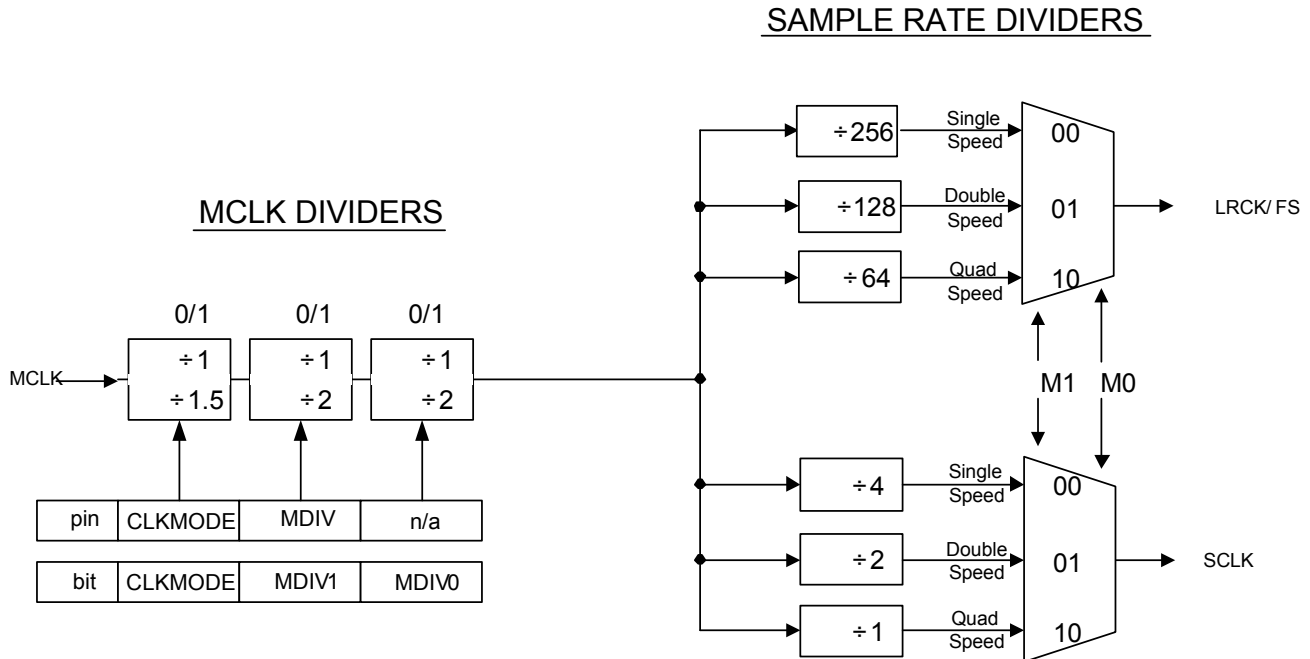 SAMPLE RATE DIVIDERS
÷256
Single
Speed
00
MCLK DIVIDERS
÷128
Double
Speed
01
LRCK/ FS
÷64
Quad
Speed
10
0/1
0/1
0/1
MCLK
÷1
÷1.5
÷1
÷2
÷1
÷2
M1
M0
pin
CLKMODE
MDIV
n/a
bit
CLKMODE
MDIV1
MDIV0
÷4
Single
Speed
00
÷2
Double
Speed
01
SCLK
÷1
Quad
Speed
10